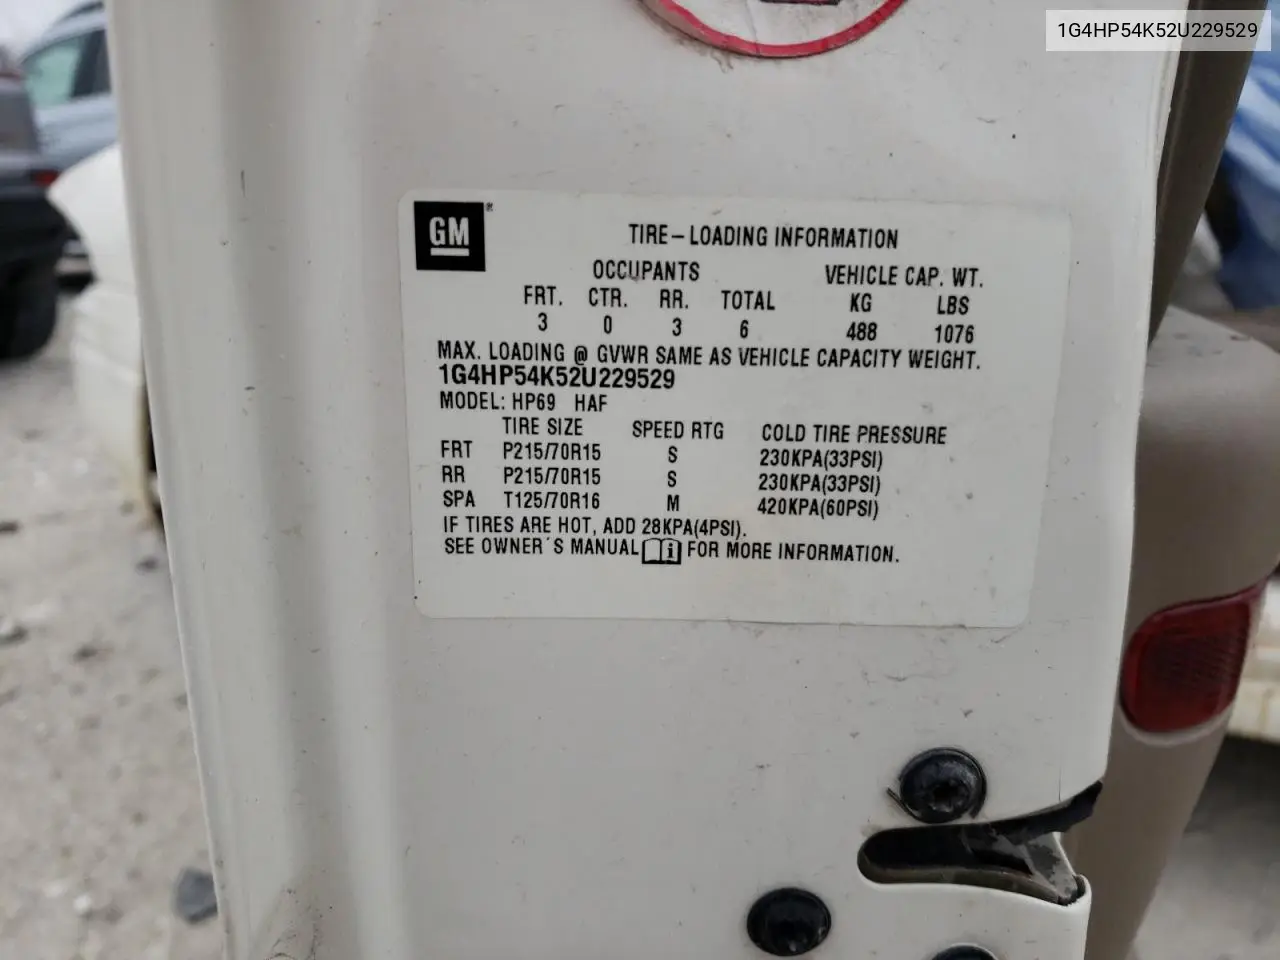 1G4HP54K52U229529
GM®
TIRE-LOADING INFORMATION
OCCUPANTS VEHICLE CAP. WT.
FRT. CTR. RR. TOTAL KG LBS
3 0 3 6 488 1076
MAX. LOADING @ GVWR SAME AS VEHICLE CAPACITY WEIGHT.
1G4HP54K52U229529
MODEL: HP69 HAF
TIRE SIZE SPEED RTG COLD TIRE PRESSURE
FRT P215/70R15 S 230KPA(33PSI)
RR P215/70R15 S 230KPA(33PSI)
SPA T125/70R16 M 420KPA(60PSI)
IF TIRES ARE HOT, ADD 28KPA(4PSI).
SEE OWNER'S MANUAL i FOR MORE INFORMATION.